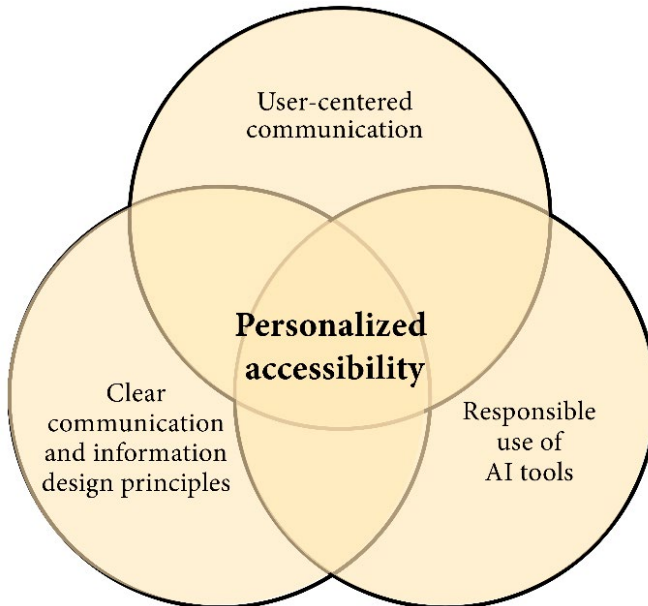 User-centered
communication
Personalized
accessibility
Clear
communication
and information
design principles
Responsible
use of
AI tools